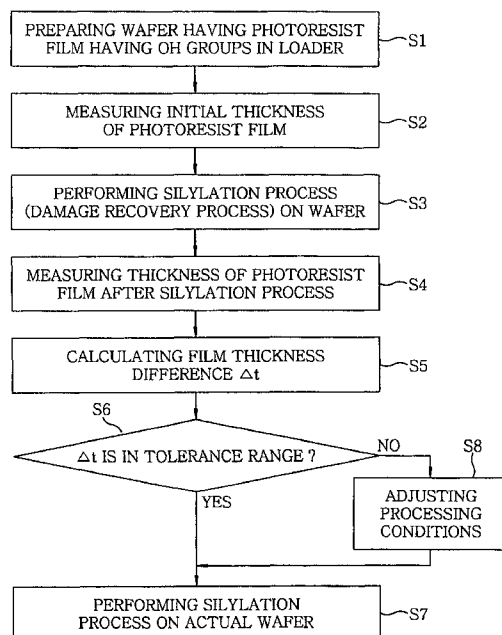 PREPARING WAFER HAVING PHOTORESIST
FILM HAVING OH GROUPS IN LOADER
S1
MEASURING INITIAL THICKNESS
OF PHOTORESIST FILM
S2
PERFORMING SILYLATION PROCESS
(DAMAGE RECOVERY PROCESS) ON WAFER
S3
MEASURING THICKNESS OF PHOTORESIST
FILM AFTER SILYLATION PROCESS
S4
CALCULATING FILM THICKNESS
DIFFERENCE Δt
S5
S6
Δt IS IN TOLERANCE RANGE ?
NO
S8
YES
ADJUSTING
PROCESSING
CONDITIONS
PERFORMING SILYLATION
PROCESS ON ACTUAL WAFER
S7